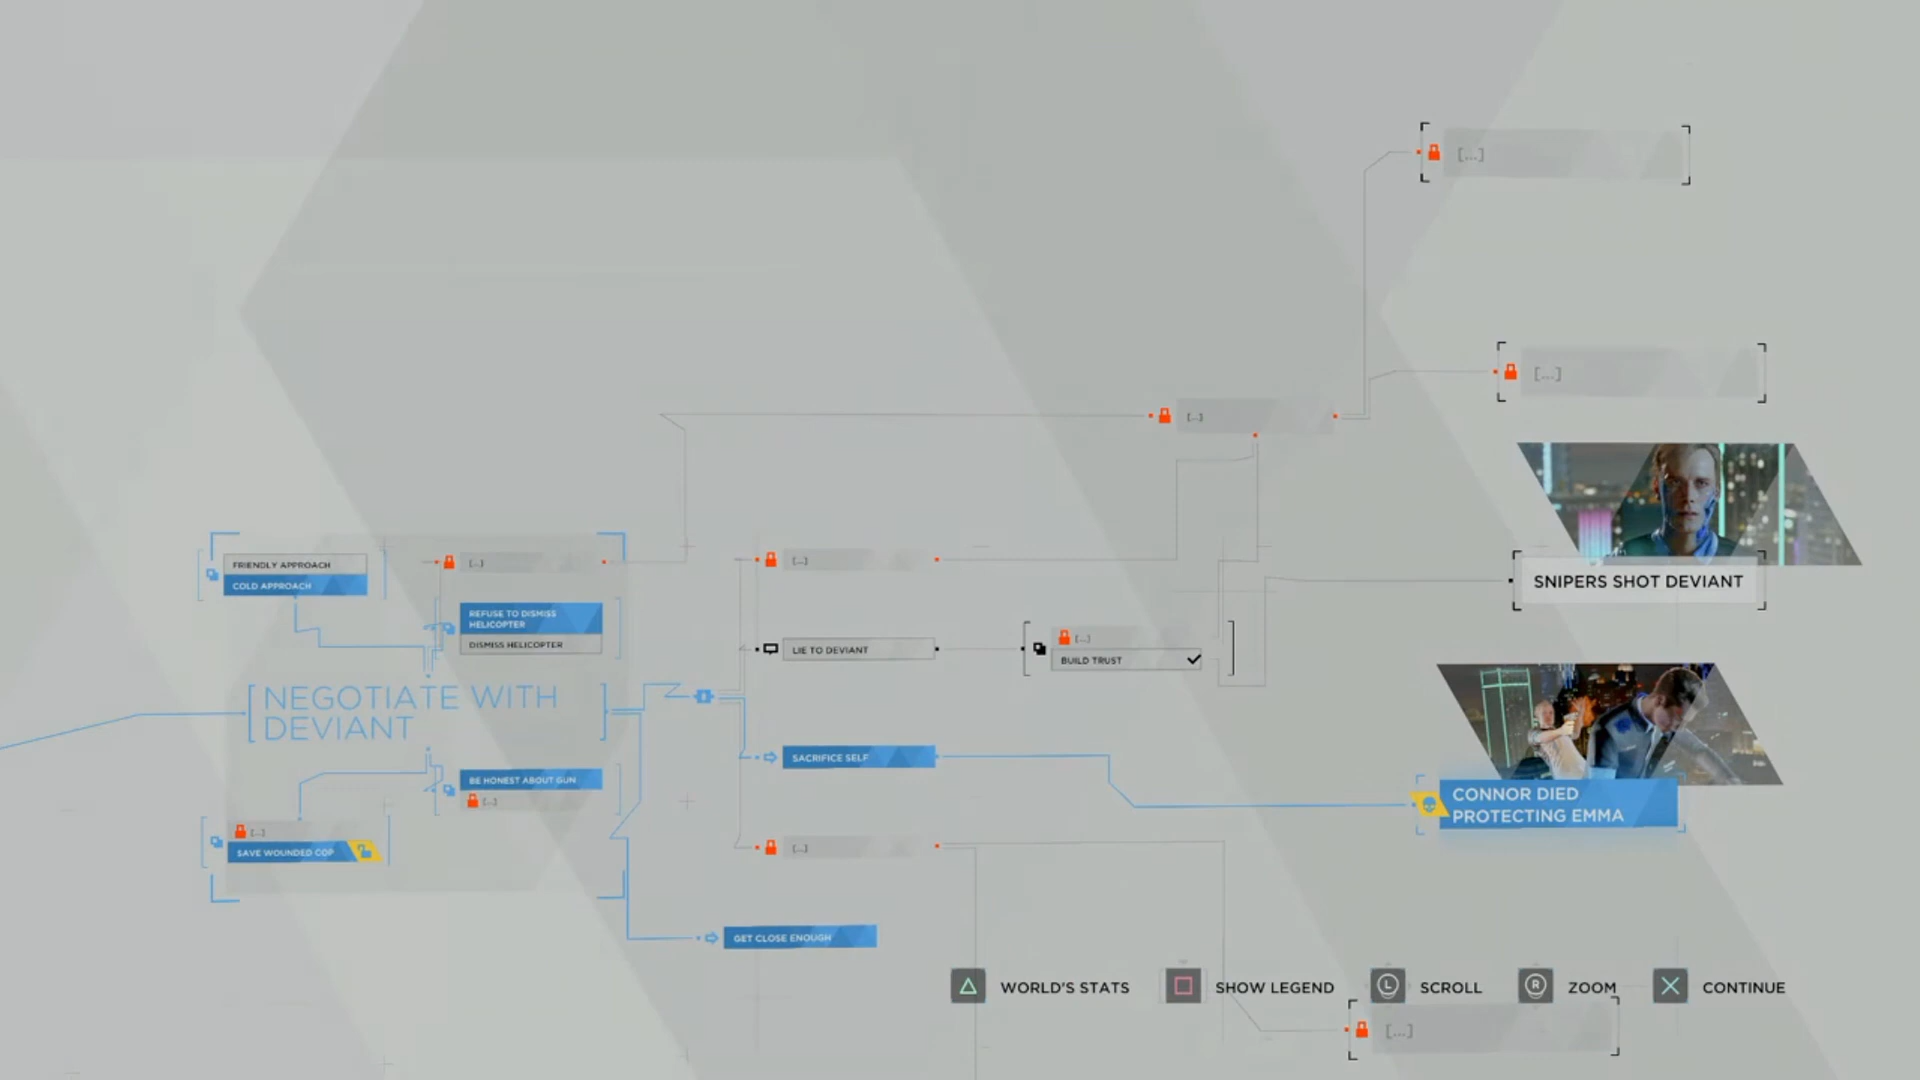 [...]
[...]
[...]
SNIPERS SHOT DEVIANT
FRIENDLY APPROACH
COLD APPROACH
[...]
REFUSE TO DISMISS
HELICOPTER
DISMISS HELICOPTER
[...]
LIE TO DEVIANT
[...]
BUILD TRUST
NEGOTIATE WITH
DEVIANT
SACRIFICE SELF
CONNOR DIED
PROTECTING EMMA
BE HONEST ABOUT GUN
[...]
[...]
SAVE WOUNDED COP
[...]
GET CLOSE ENOUGH
WORLD'S STATS
SHOW LEGEND
L
SCROLL
R
ZOOM
CONTINUE
[...]